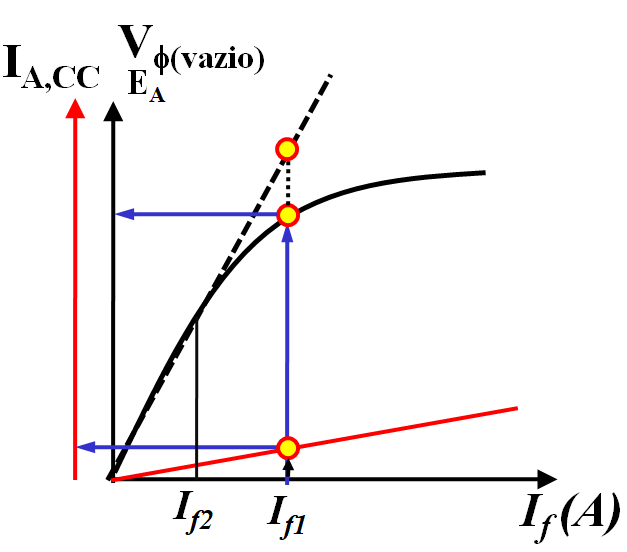 I_A,CC
V_ϕ(vazio)
E_A
I_f2
I_f1
I_f(A)